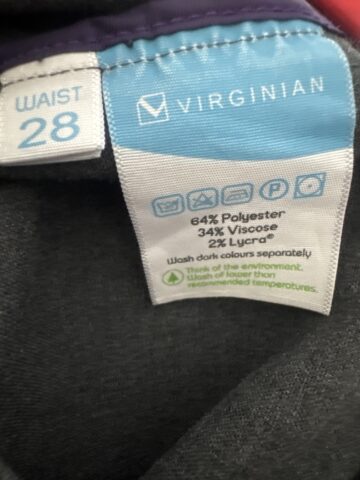 WAIST
28
VIRGINIAN
P
64% Polyester
34% Viscose
2% Lycra®
Wash dark colours separately
Think of the environment.
Wash at lower than
recommended temperatures.